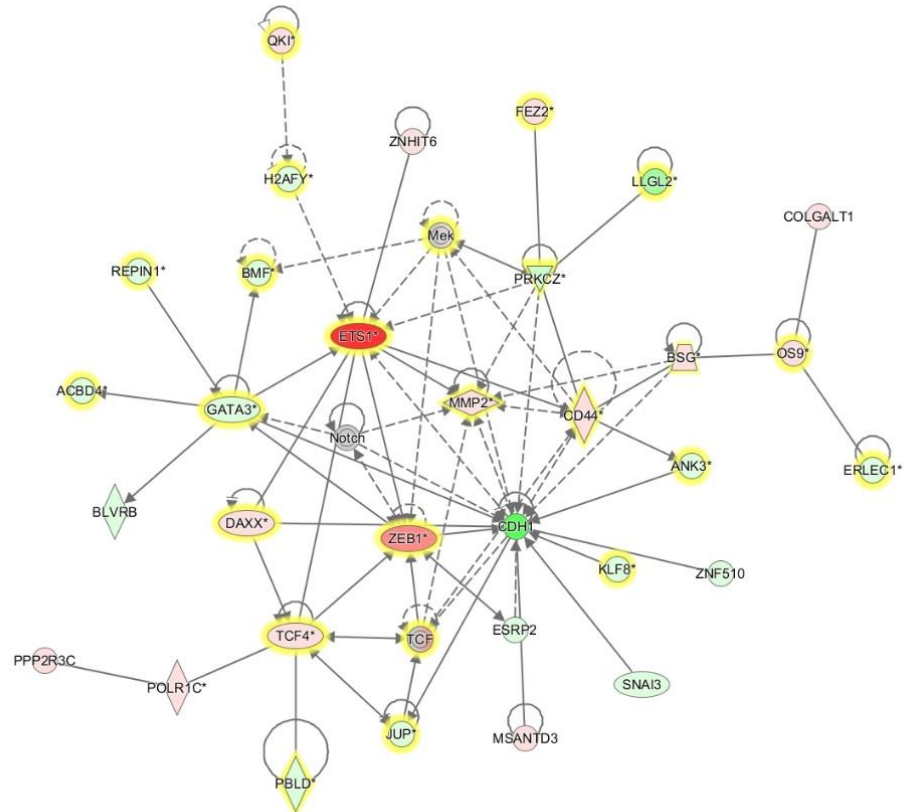 QKI*
FEZ2*
ZNHIT6
H2AFY*
LLGL2*
COLGALT1
Mek
REPIN1*
BMF*
PRKCZ*
ETS1*
BSG*
OS9*
ACBD4*
GATA3*
MMP2*
CD44*
Notch
ANK3*
ERLEC1*
BLVRB
DAXX*
ZEB1*
CDH1
KLF8*
ZNF510
TCF4*
TCF
ESRP2
PPP2R3C
POLR1C*
SNAI3
JUP*
MSANTD3
PBLD*